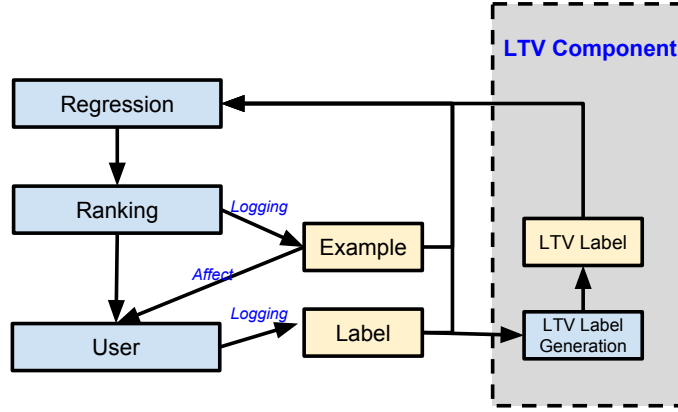 LTV Component
Regression
Ranking
Logging
Example
LTV Label
Affect
Logging
User
Label
LTV Label
Generation